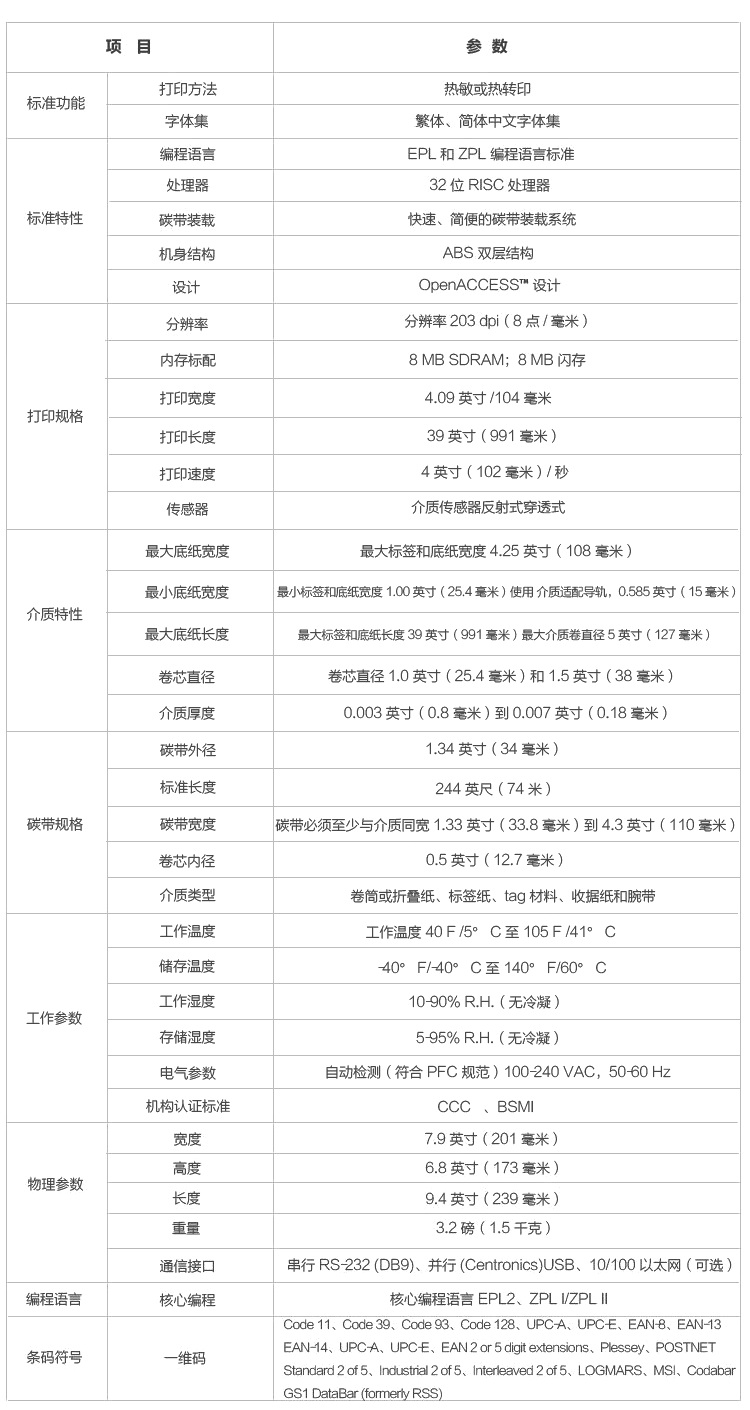 项 目 参 数
标准功能
打印方法 热敏或热转印
字体集 繁体、简体中文字体集
标准特性
编程语言 EPL 和 ZPL 编程语言标准
处理器 32 位 RISC 处理器
碳带装载 快速、简便的碳带装载系统
机身结构 ABS 双层结构
设计 OpenACCESS™ 设计
打印规格
分辨率 分辨率 203 dpi（8 点 / 毫米）
内存标配 8 MB SDRAM；8 MB 闪存
打印宽度 4.09 英寸 /104 毫米
打印长度 39 英寸（991 毫米）
打印速度 4 英寸（102 毫米）/ 秒
传感器 介质传感器反射式穿透式
介质特性
最大底纸宽度 最大标签和底纸宽度 4.25 英寸（108 毫米）
最小底纸宽度 最小标签和底纸宽度 1.00 英寸（25.4 毫米）使用 介质适配导轨，0.585 英寸（15 毫米）
最大底纸长度 最大标签和底纸长度 39 英寸（991 毫米）最大介质卷直径 5 英寸（127 毫米）
卷芯直径 卷芯直径 1.0 英寸（25.4 毫米）和 1.5 英寸（38 毫米）
介质厚度 0.003 英寸（0.8 毫米）到 0.007 英寸（0.18 毫米）
碳带规格
碳带外径 1.34 英寸（34 毫米）
标准长度 244 英尺（74 米）
碳带宽度 碳带必须至少与介质同宽 1.33 英寸（33.8 毫米）到 4.3 英寸（110 毫米）
卷芯内径 0.5 英寸（12.7 毫米）
介质类型 卷筒或折叠纸、标签纸、tag 材料、收据纸和腕带
工作参数
工作温度 工作温度 40 F /5° C 至 105 F /41° C
储存温度 -40° F/-40° C 至 140° F/60° C
工作湿度 10-90% R.H.（无冷凝）
存储湿度 5-95% R.H.（无冷凝）
电气参数 自动检测（符合 PFC 规范）100-240 VAC，50-60 Hz
机构认证标准 CCC 、BSMI
物理参数
宽度 7.9 英寸（201 毫米）
高度 6.8 英寸（173 毫米）
长度 9.4 英寸（239 毫米）
重量 3.2 磅（1.5 千克）
通信接口 串行 RS-232 (DB9)、并行 (Centronics)USB、10/100 以太网（可选）
编程语言 核心编程 核心编程语言 EPL2、ZPL I/ZPL II
条码符号 一维码
Code 11、Code 39、Code 93、Code 128、UPC-A、UPC-E、EAN-8、EAN-13
EAN-14、UPC-A、UPC-E、EAN 2 or 5 digit extensions、Plessey、POSTNET
Standard 2 of 5、Industrial 2 of 5、Interleaved 2 of 5、LOGMARS、MSI、Codabar
GS1 DataBar (formerly RSS)